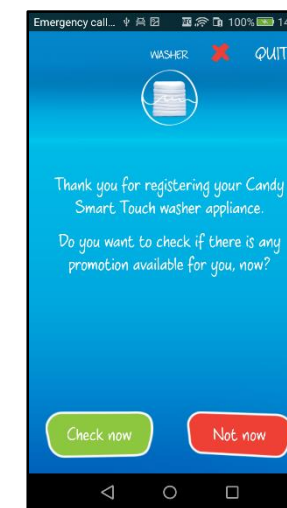 Emergency call... 100% 14
WASHER QUIT
Thank you for registering your Candy
Smart Touch washer appliance.
Do you want to check if there is any
promotion available for you, now?
Check now Not now